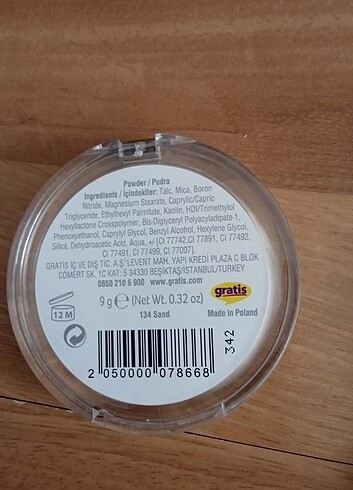 Powder / Pudra
Ingredients / İçindekiler: Talc, Mica, Boron
Nitride, Magnesium Stearate, Caprylic/Capric
Triglyceride, Ethylhexyl Palmitate, Kaolin, HDI/Trimethylol
Hexyllactone Crosspolymer, Bis-Diglyceryl Polyacyladipate-1,
Phenoxyethanol, Caprylyl Glycol, Benzyl Alcohol, Hexylene Glycol,
Silica, Dehydroacetic Acid, Aqua, +/-[CI 77742,CI 77891, CI 77492,
CI 77491, CI 77499, CI 77007].
GRATİS İÇ VE DIŞ TİC. A.Ş."LEVENT MAH. YAPI KREDİ PLAZA C BLOK
CÖMERT SK. 1C KAT: 5 34330 BEŞİKTAŞ/İSTANBUL/TURKEY
0850 210 6 900 www.gratis.com
9 g e (Net Wt. 0.32 oz)
gratis
12 M
134 Sand
Made in Poland
342
2 050000 078668